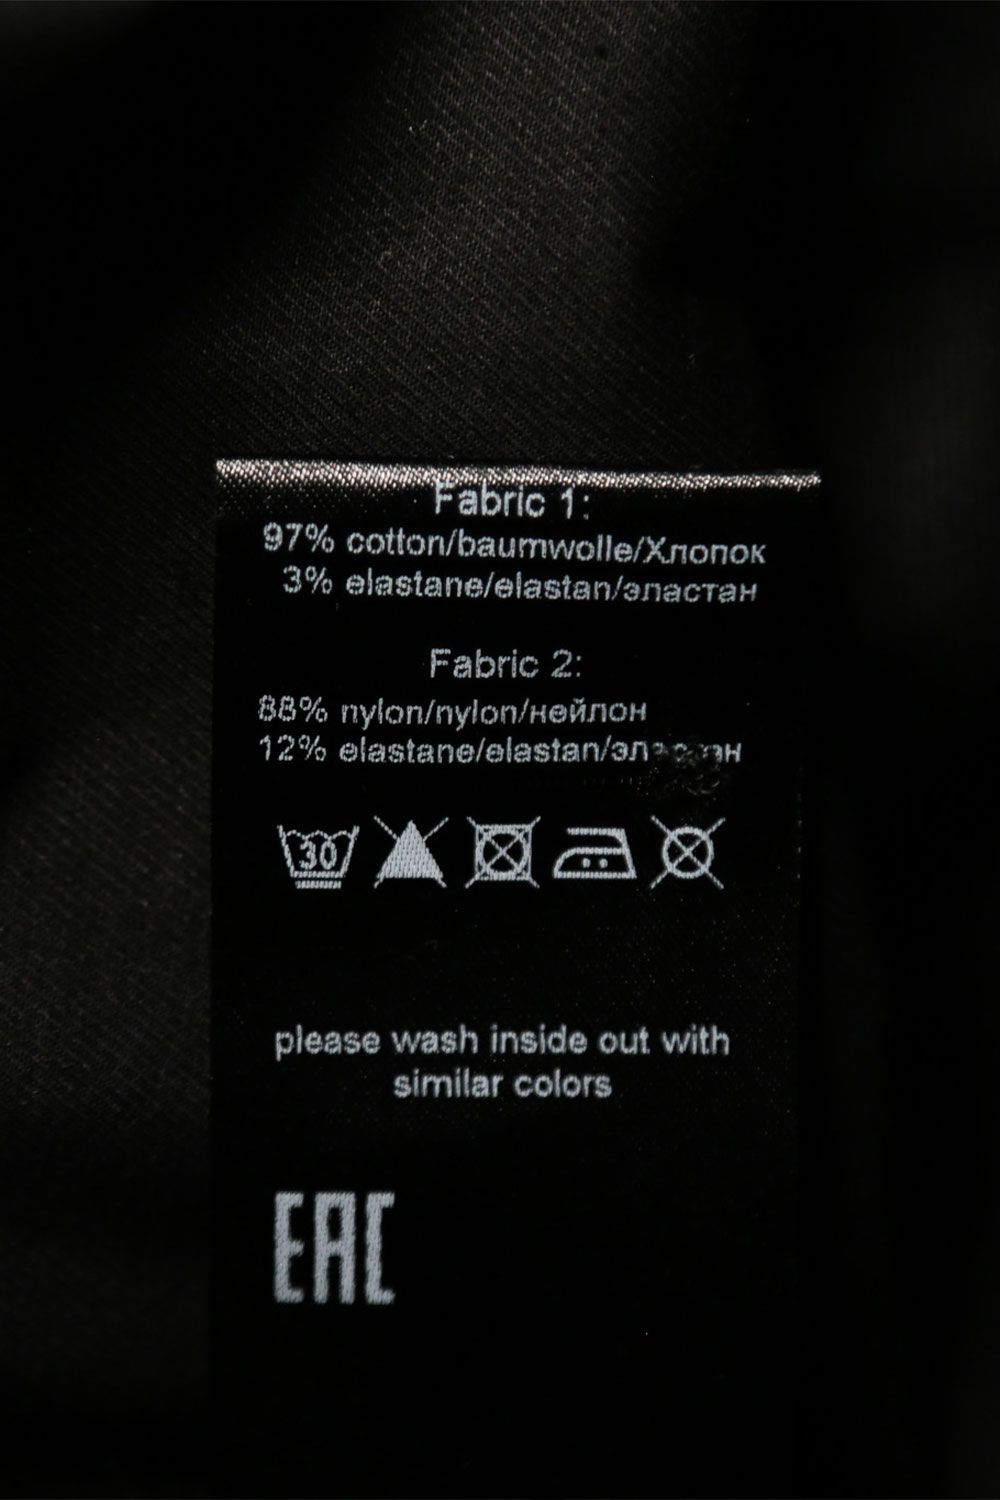 Fabric 1:
97% cotton/baumwolle/Хлопок
3% elastane/elastan/эластан
Fabric 2:
88% nylon/nylon/нейлон
12% elastane/elastan/эластан
30
please wash inside out with
similar colors
EAC